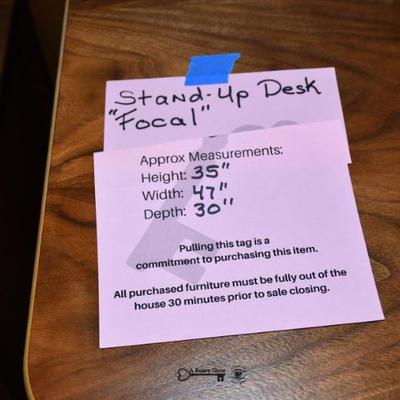 Stand-Up Desk
"Focal"
Approx Measurements:
Height: 35"
Width: 47"
Depth: 30"
Pulling this tag is a
commitment to purchasing this item.
All purchased furniture must be fully out of the
house 30 minutes prior to sale closing.